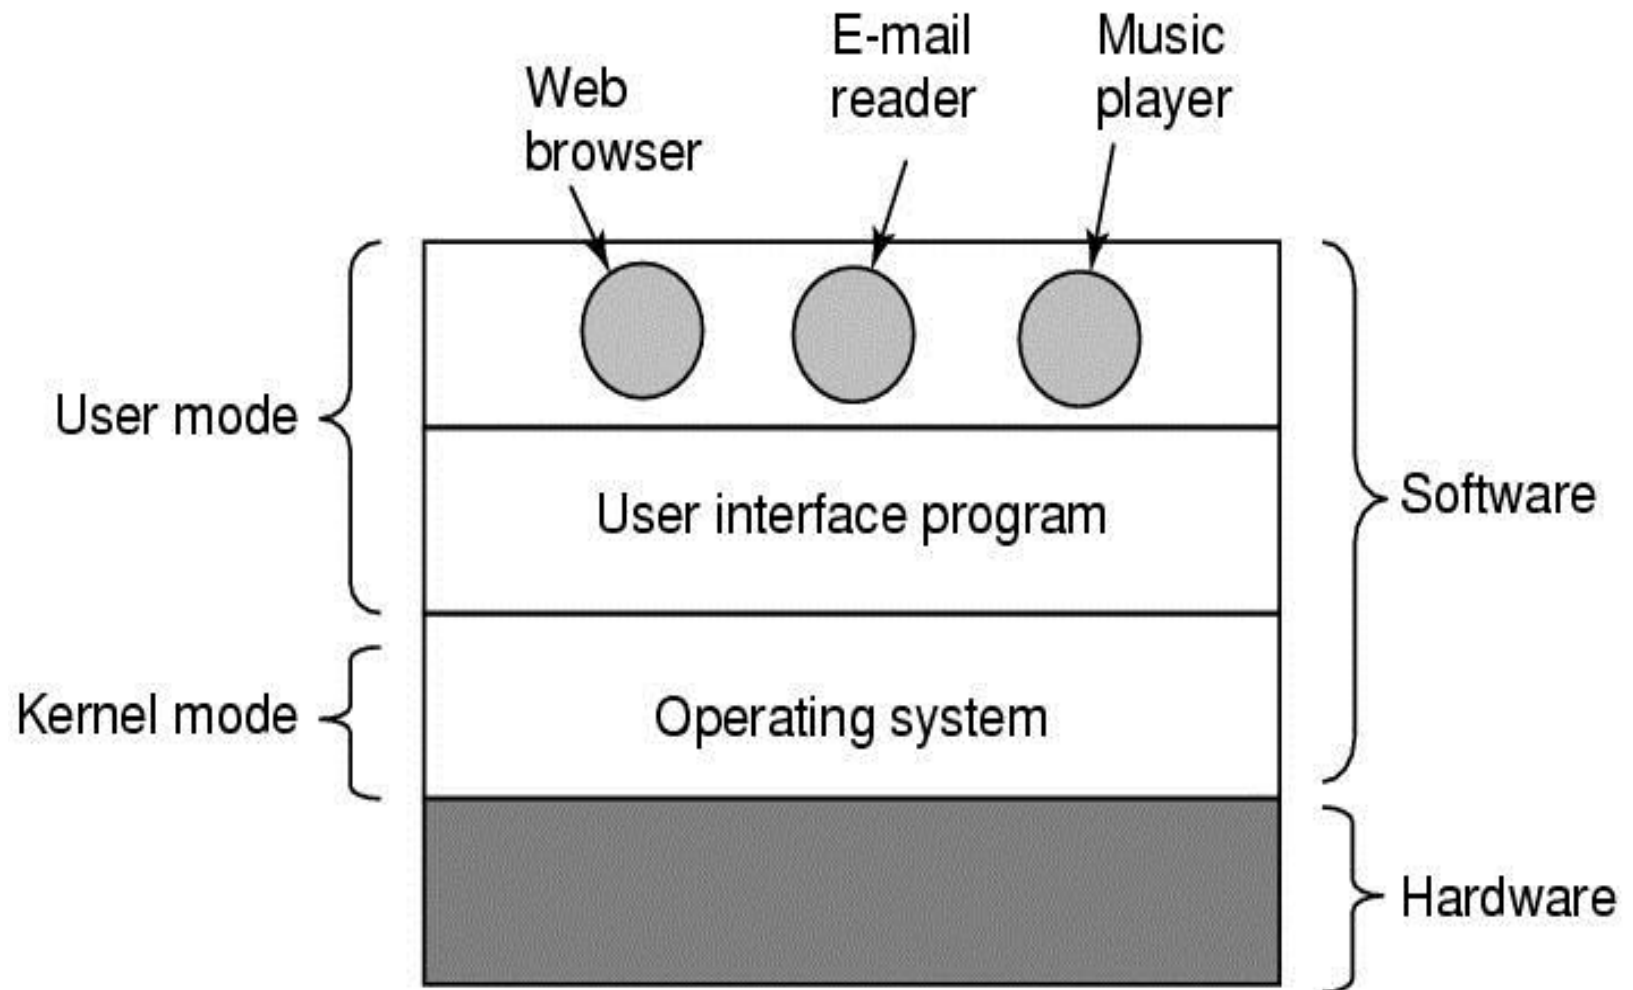 E-mail
reader
Music
player
Web
browser
User mode
User interface program
Software
Kernel mode
Operating system
Hardware